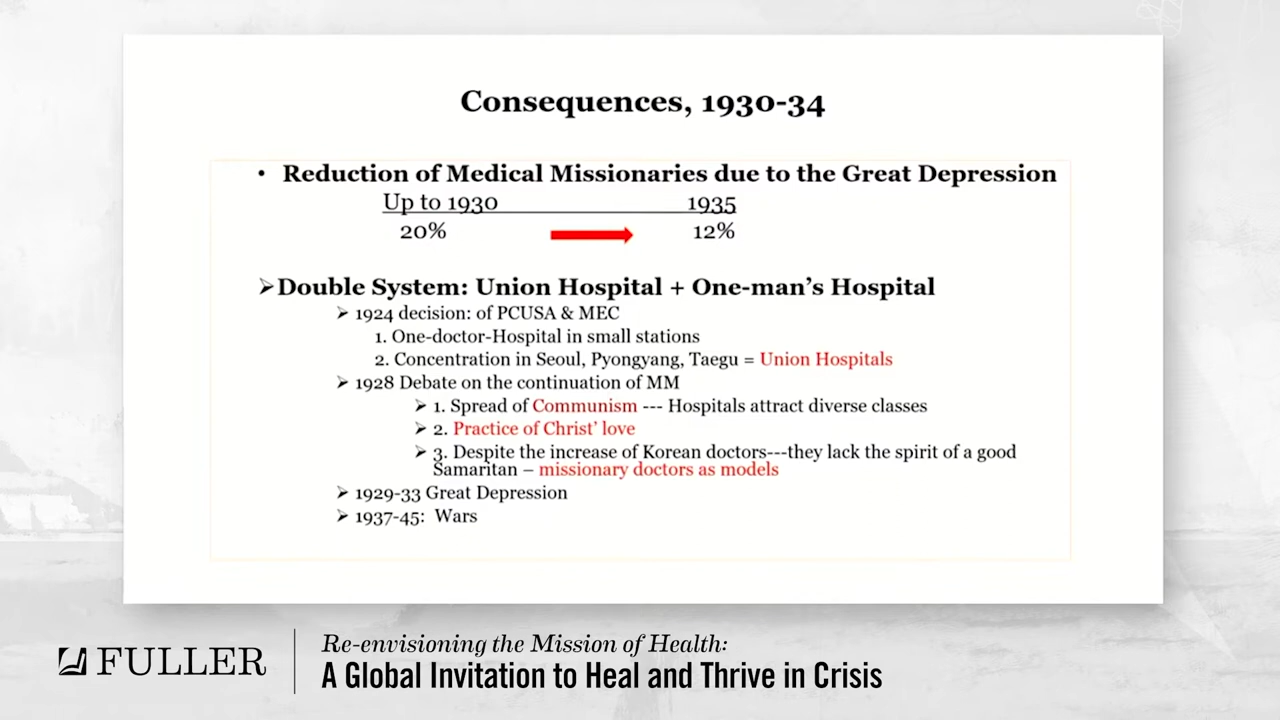 Consequences, 1930-34
• Reduction of Medical Missionaries due to the Great Depression
Up to 1930 1935
20% 12%
➢Double System: Union Hospital + One-man's Hospital
➢ 1924 decision: of PCUSA & MEC
1. One-doctor-Hospital in small stations
2. Concentration in Seoul, Pyongyang, Taegu = Union Hospitals
➢ 1928 Debate on the continuation of MM
➢ 1. Spread of Communism --- Hospitals attract diverse classes
➢ 2. Practice of Christ' love
➢ 3. Despite the increase of Korean doctors---they lack the spirit of a good
Samaritan – missionary doctors as models
➢ 1929-33 Great Depression
➢ 1937-45: Wars
FULLER
Re-envisioning the Mission of Health:
A Global Invitation to Heal and Thrive in Crisis